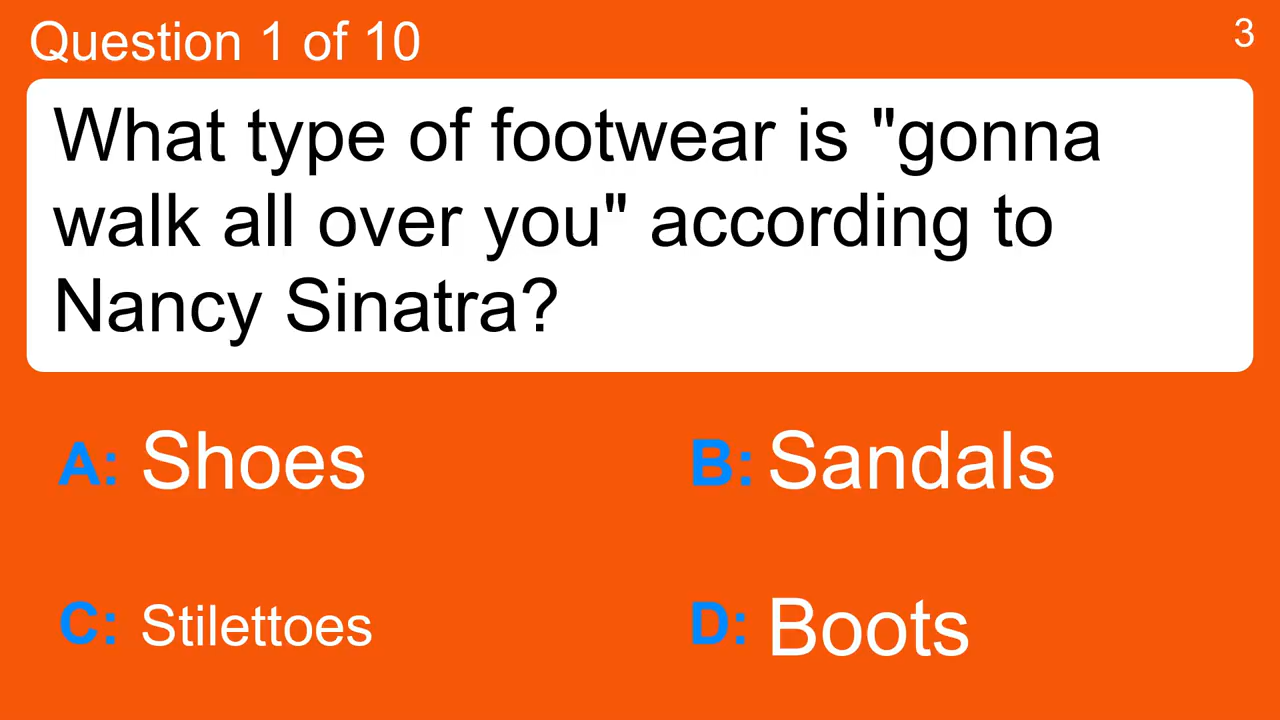 Question 1 of 10
3
What type of footwear is "gonna
walk all over you" according to
Nancy Sinatra?
A: Shoes
B: Sandals
C: Stilettoes
D: Boots